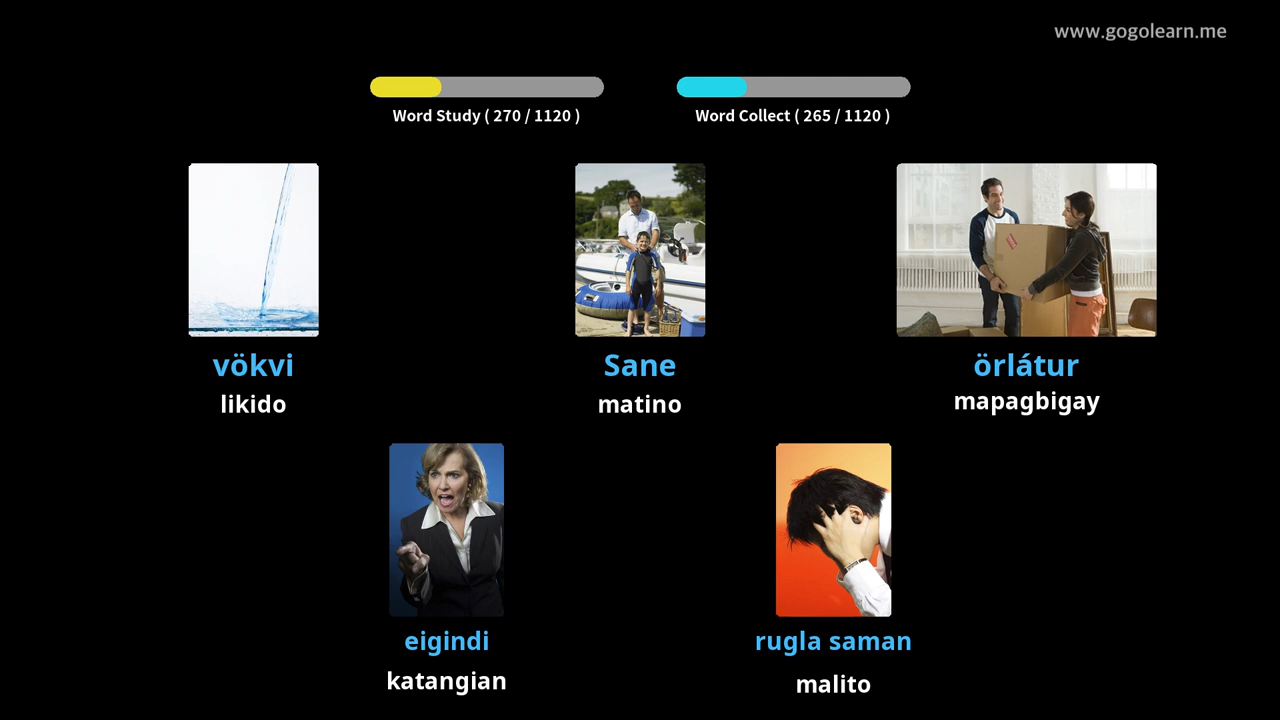 www.gogolearn.me
Word Study ( 270 / 1120 )
Word Collect ( 265 / 1120 )
vökvi
likido
Sane
matino
örlátur
mapagbigay
eigindi
katangian
rugla saman
malito